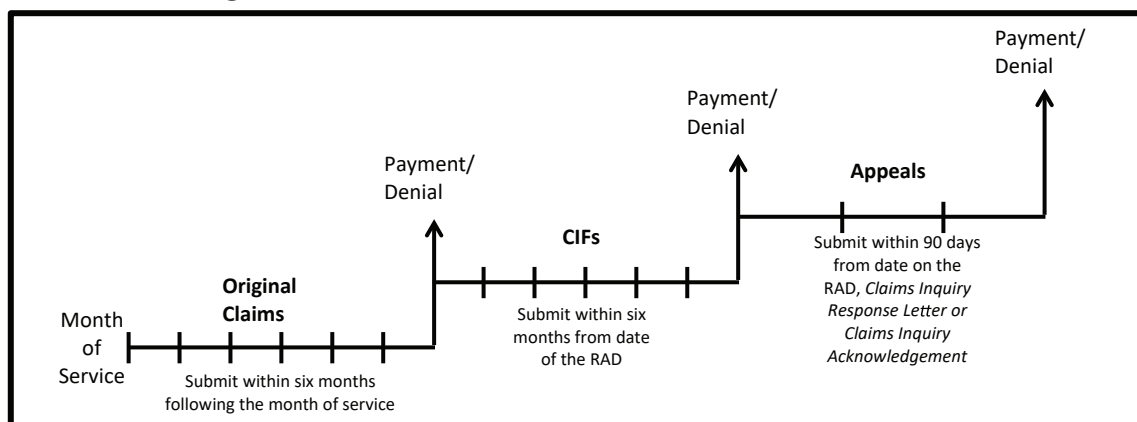 Payment/
Denial
Payment/
Denial
Payment/
Denial
Appeals
CIFs
Submit within 90 days
from date on the
RAD, Claims Inquiry
Response Letter or
Claims Inquiry
Acknowledgement
Original
Claims
Submit within six
months from date
of the RAD
Month
of
Service
Submit within six months
following the month of service